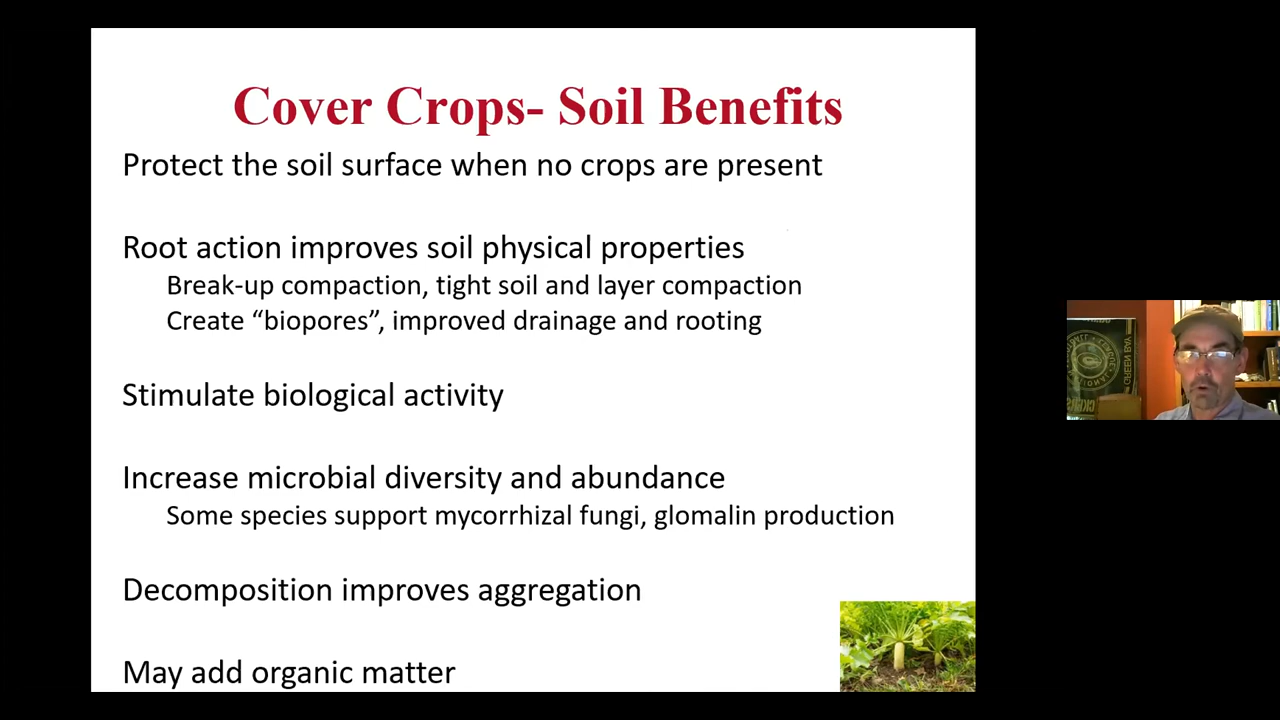 Cover Crops- Soil Benefits
Protect the soil surface when no crops are present
Root action improves soil physical properties
Break-up compaction, tight soil and layer compaction
Create “biopores”, improved drainage and rooting
Stimulate biological activity
Increase microbial diversity and abundance
Some species support mycorrhizal fungi, glomalin production
Decomposition improves aggregation
May add organic matter
GREEN BAY